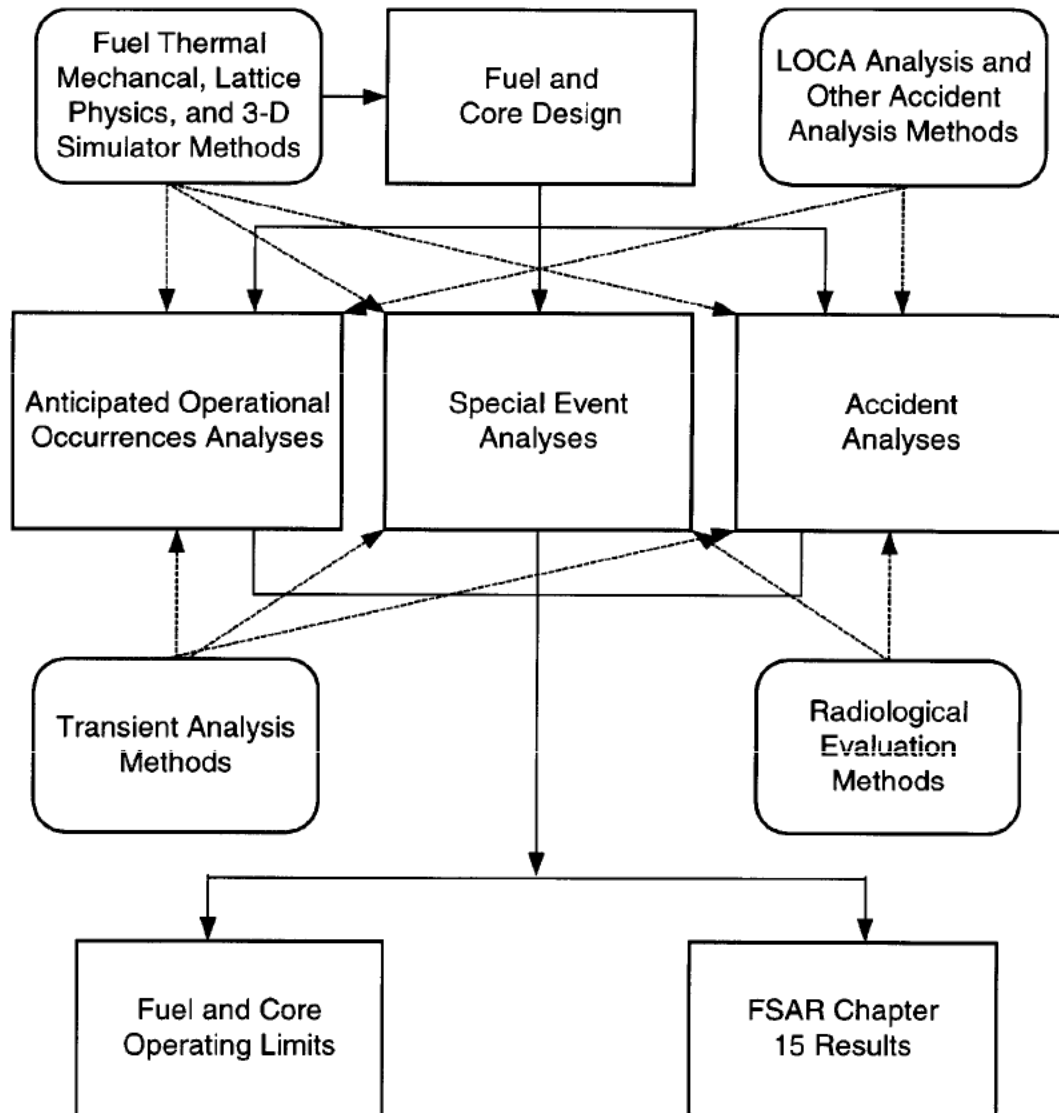 Fuel Thermal
Mechancal, Lattice
Physics, and 3-D
Simulator Methods
Fuel and
Core Design
LOCA Analysis and
Other Accident
Analysis Methods
Anticipated Operational
Occurrences Analyses
Special Event
Analyses
Accident
Analyses
Transient Analysis
Methods
Radiological
Evaluation
Methods
Fuel and Core
Operating Limits
FSAR Chapter
15 Results